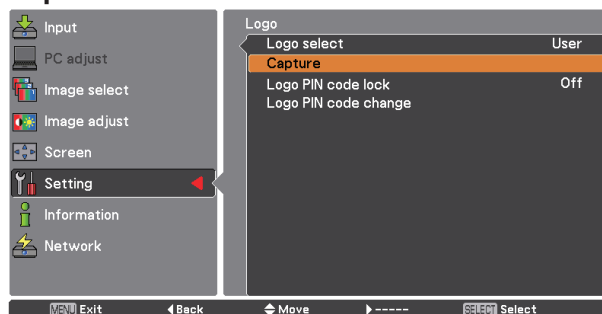 Input
PC adjust
Image select
Image adjust
Screen
Setting
Information
Network
Logo
Logo select User
Capture
Logo PIN code lock Off
Logo PIN code change
MENU Exit Back Move ----- SELECT Select